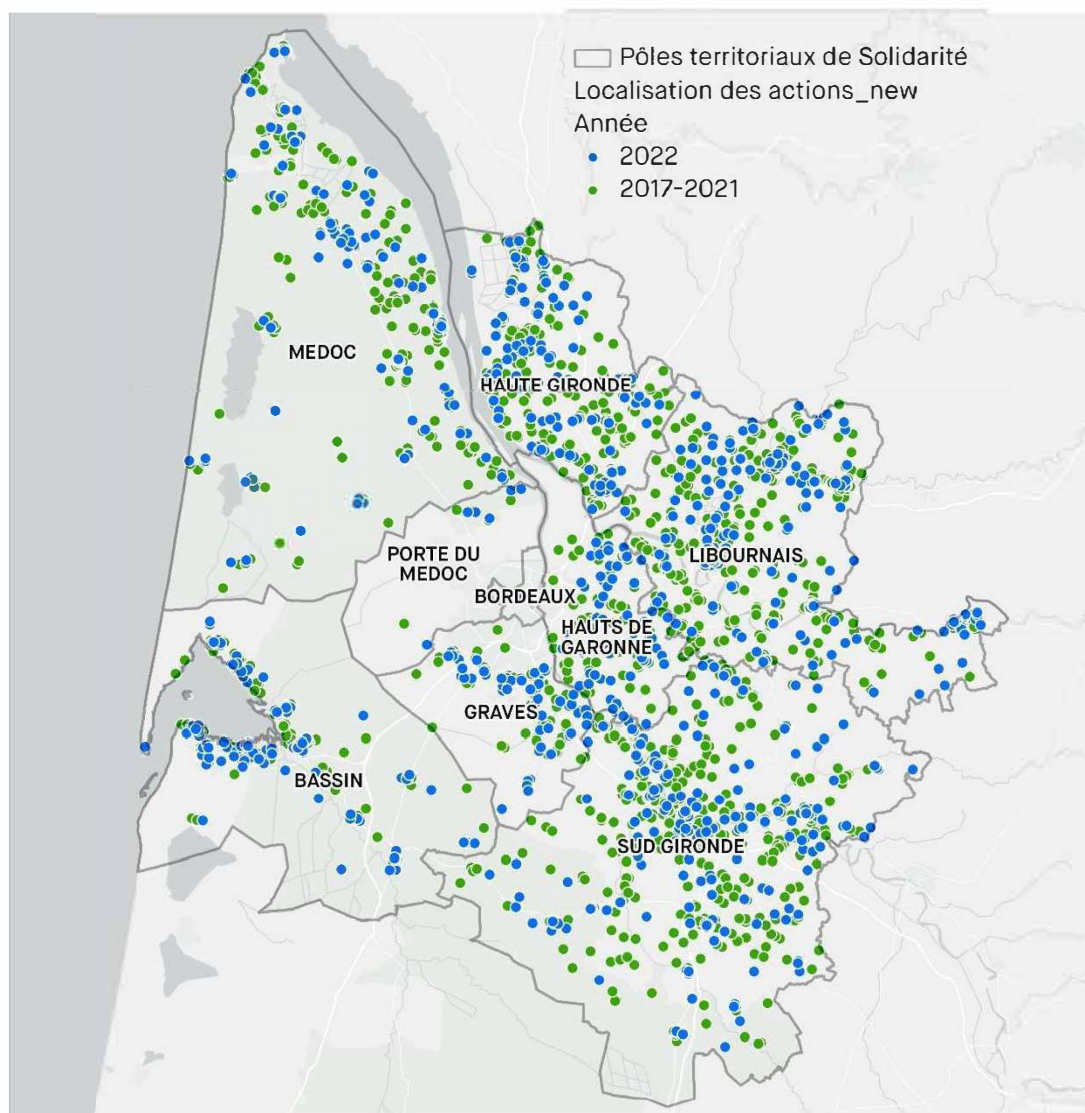 Pôles territoriaux de Solidarité
Localisation des actions_new
Année
2022
2017-2021
MEDOC
HAUTE GIRONDE
LIBOURNAIS
PORTE DU
MEDOC
BORDEAUX
HAUTS DE
GARONNE
GRAVES
BASSIN
SUD GIRONDE